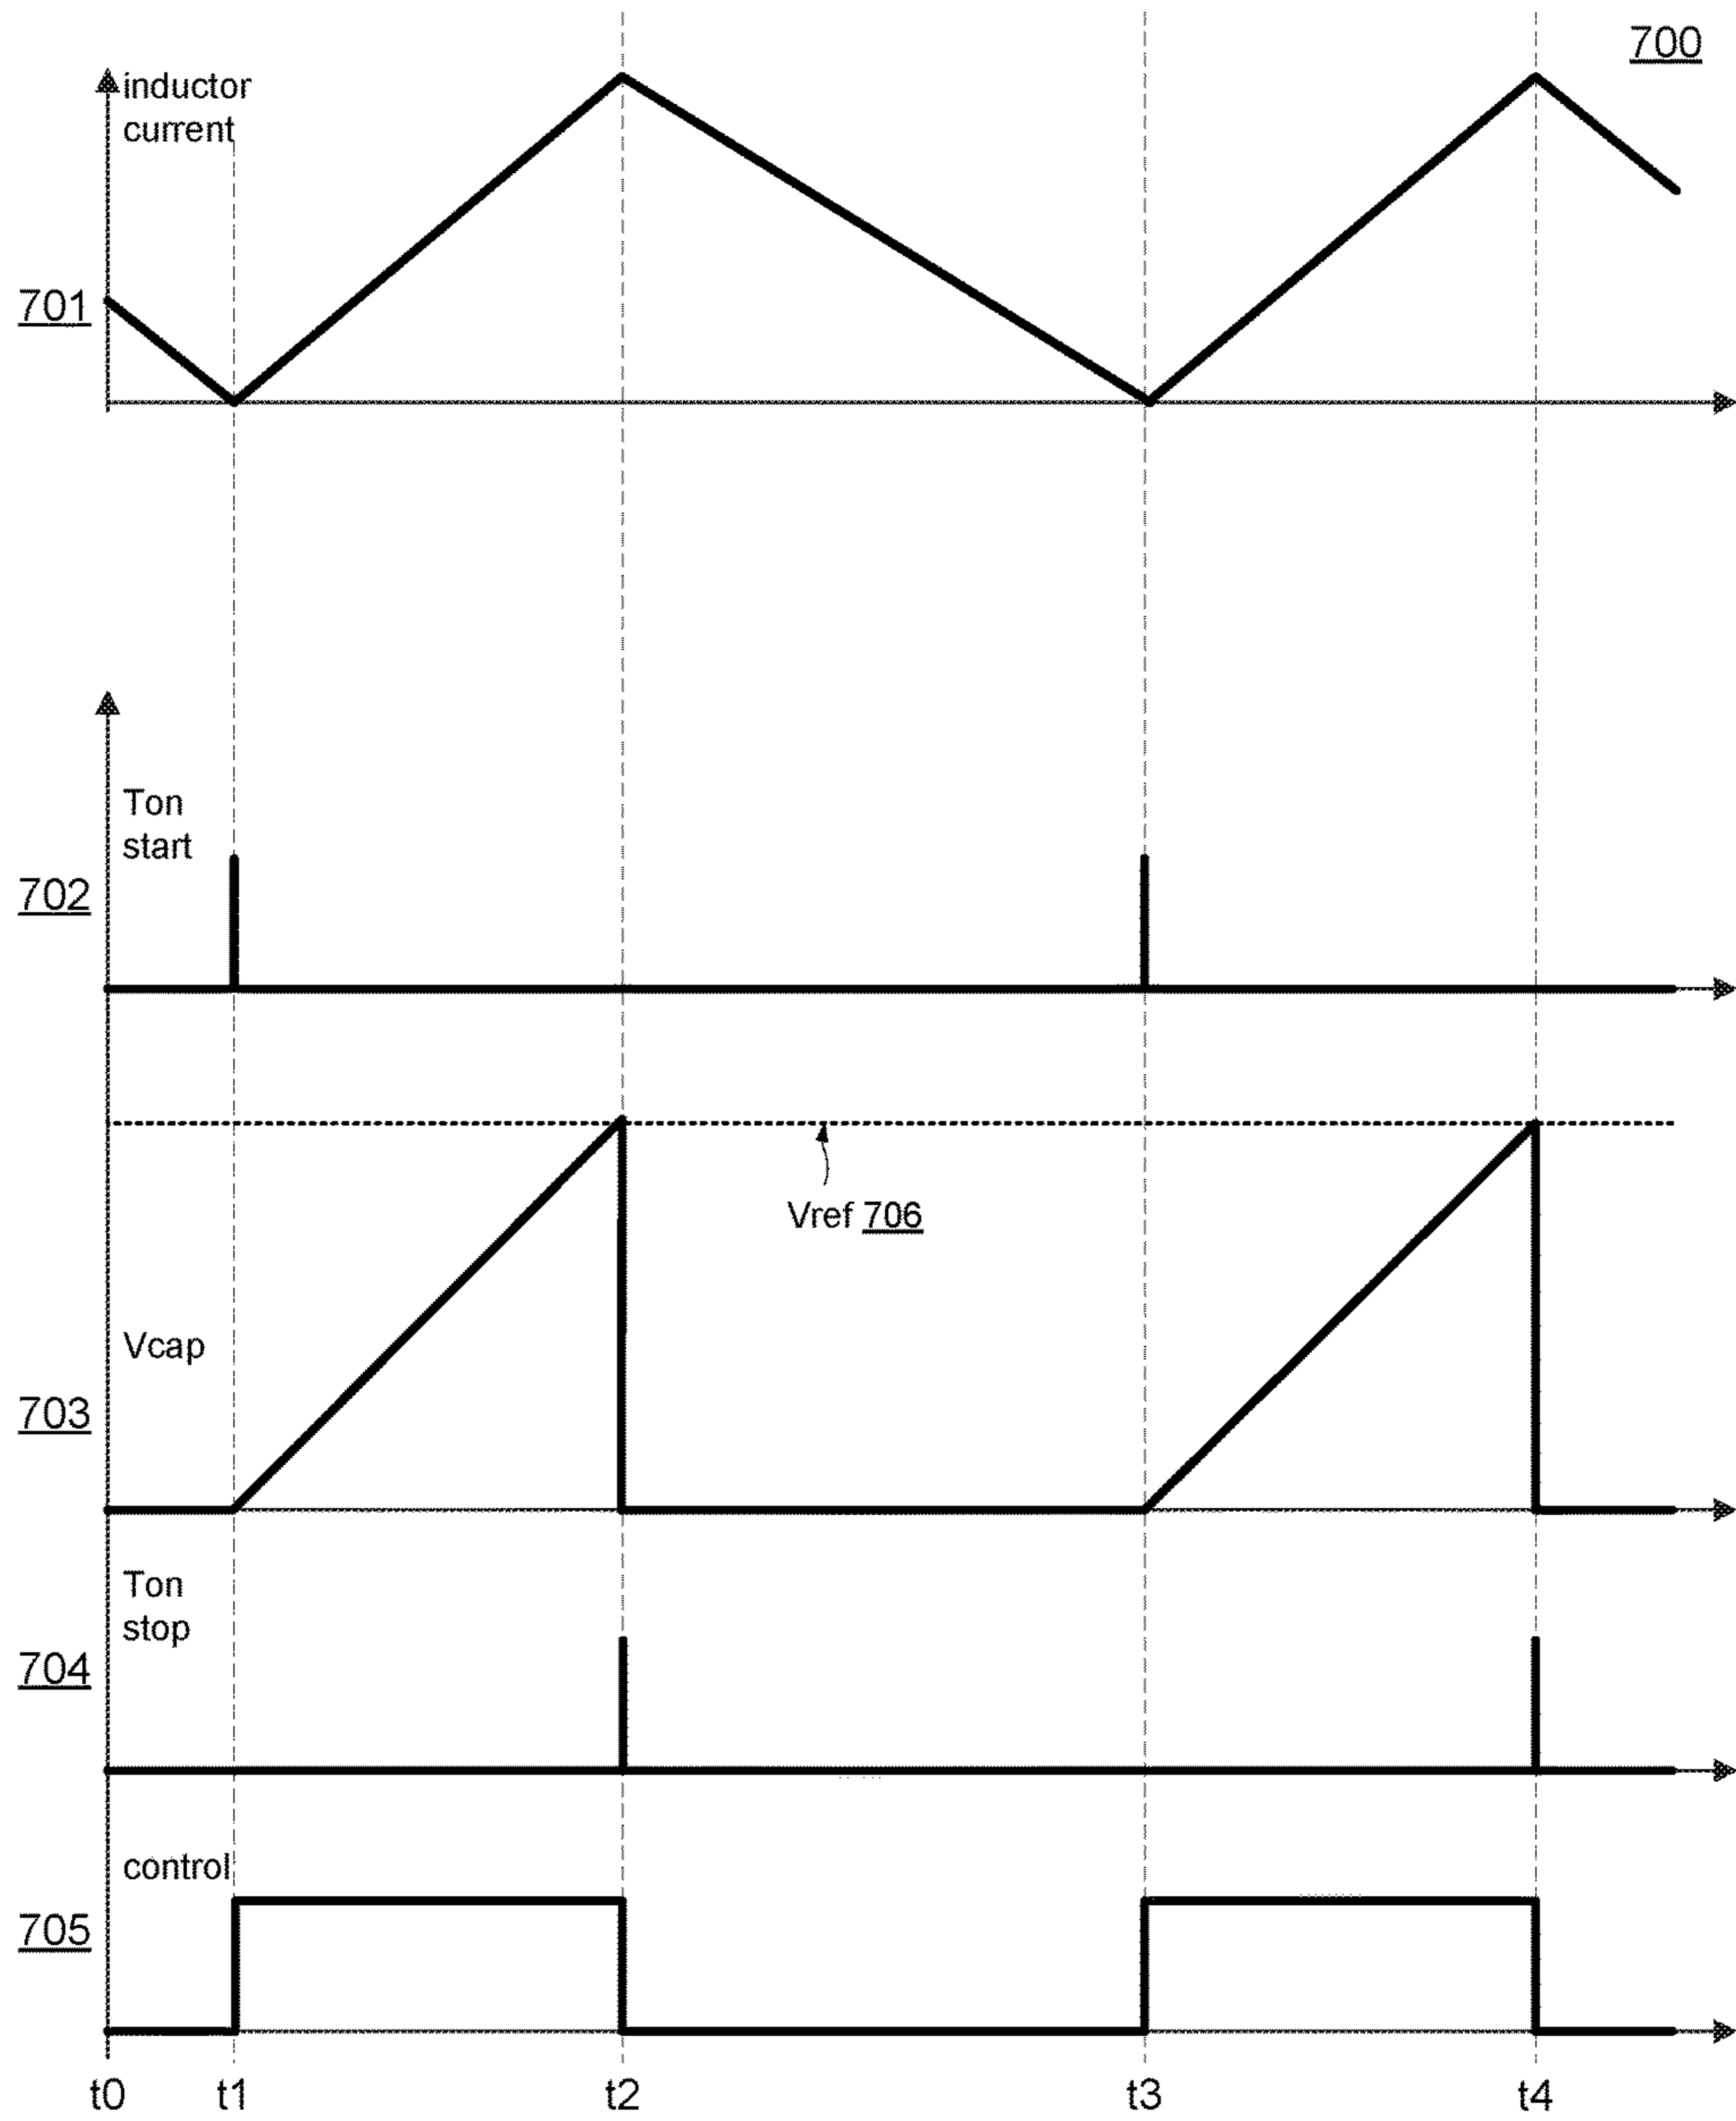 700
inductor
current
701
Ton
start
702
Vref 706
Vcap
703
Ton
stop
704
control
705
t0 t1 t2 t3 t4